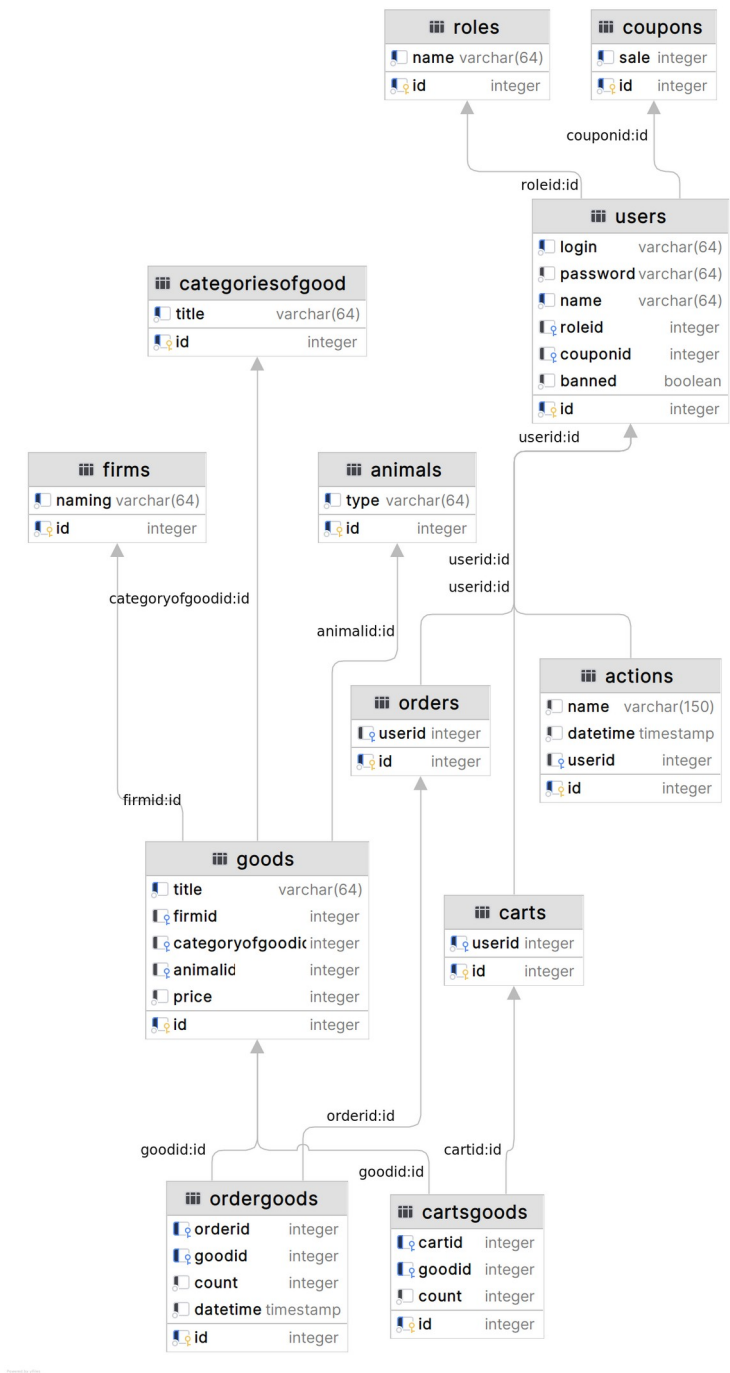 roles
name varchar(64)
id integer
coupons
sale integer
id integer
couponid:id
roleid:id
users
login varchar(64)
password varchar(64)
name varchar(64)
roleid integer
couponid integer
banned boolean
id integer
categoriesofgood
title varchar(64)
id integer
userid:id
firms
naming varchar(64)
id integer
animals
type varchar(64)
id integer
userid:id
userid:id
categoryofgoodid:id
animalid:id
orders
userid integer
id integer
actions
name varchar(150)
datetime timestamp
userid integer
id integer
firmid:id
goods
title varchar(64)
firmid integer
categoryofgoodid integer
animalid integer
price integer
id integer
carts
userid integer
id integer
orderid:id
goodid:id
cartid:id
goodid:id
ordergoods
orderid integer
goodid integer
count integer
datetime timestamp
id integer
cartsgoods
cartid integer
goodid integer
count integer
id integer